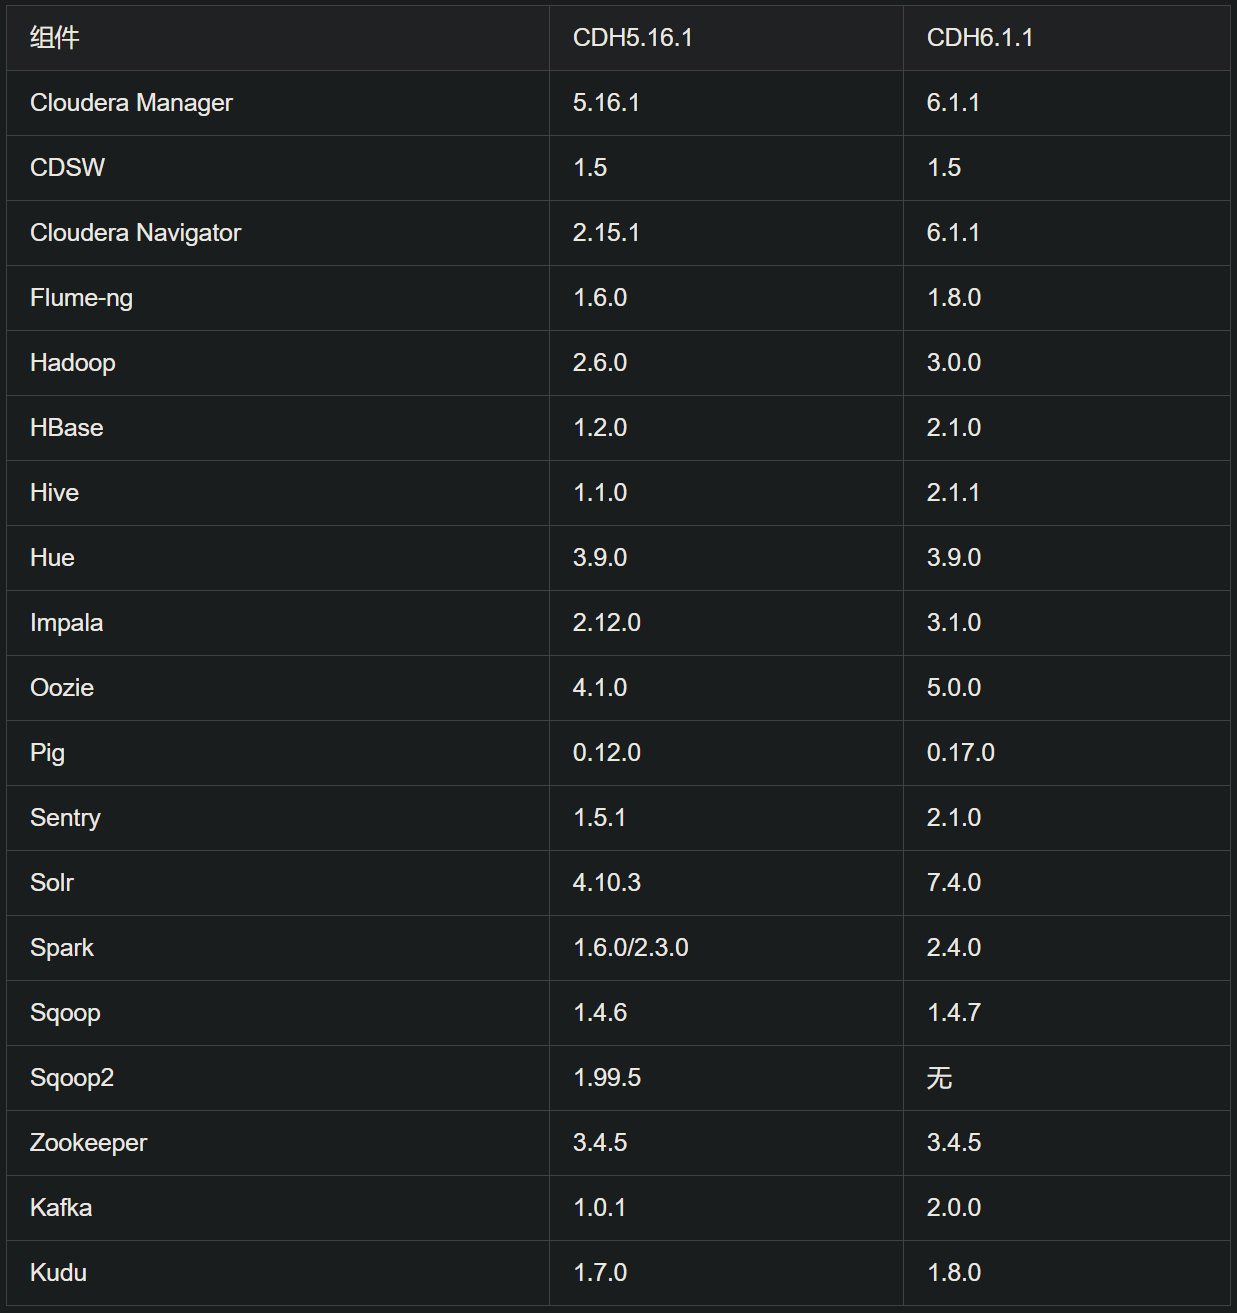 组件 CDH5.16.1 CDH6.1.1
Cloudera Manager 5.16.1 6.1.1
CDSW 1.5 1.5
Cloudera Navigator 2.15.1 6.1.1
Flume-ng 1.6.0 1.8.0
Hadoop 2.6.0 3.0.0
HBase 1.2.0 2.1.0
Hive 1.1.0 2.1.1
Hue 3.9.0 3.9.0
Impala 2.12.0 3.1.0
Oozie 4.1.0 5.0.0
Pig 0.12.0 0.17.0
Sentry 1.5.1 2.1.0
Solr 4.10.3 7.4.0
Spark 1.6.0/2.3.0 2.4.0
Sqoop 1.4.6 1.4.7
Sqoop2 1.99.5 无
Zookeeper 3.4.5 3.4.5
Kafka 1.0.1 2.0.0
Kudu 1.7.0 1.8.0